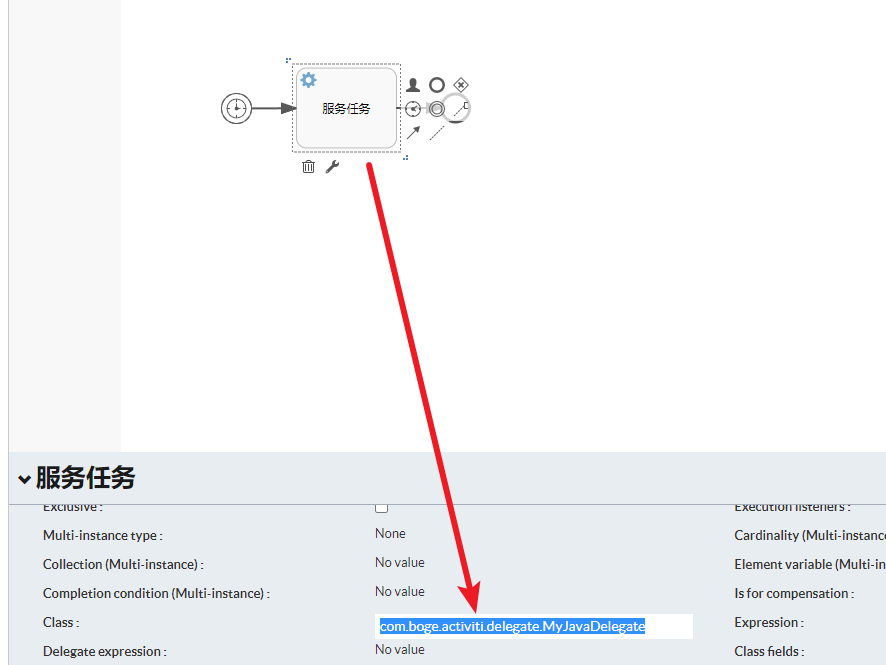 服务任务
服务任务
Exclusive :
Execution listeners :
Multi-instance type :
None
Cardinality (Multi-instance
Collection (Multi-instance) :
No value
Element variable (Multi-in
Completion condition (Multi-instance) :
No value
Is for compensation :
Class :
com.boge.activiti.delegate.MyJavaDelegate
Expression :
Delegate expression :
No value
Class fields :